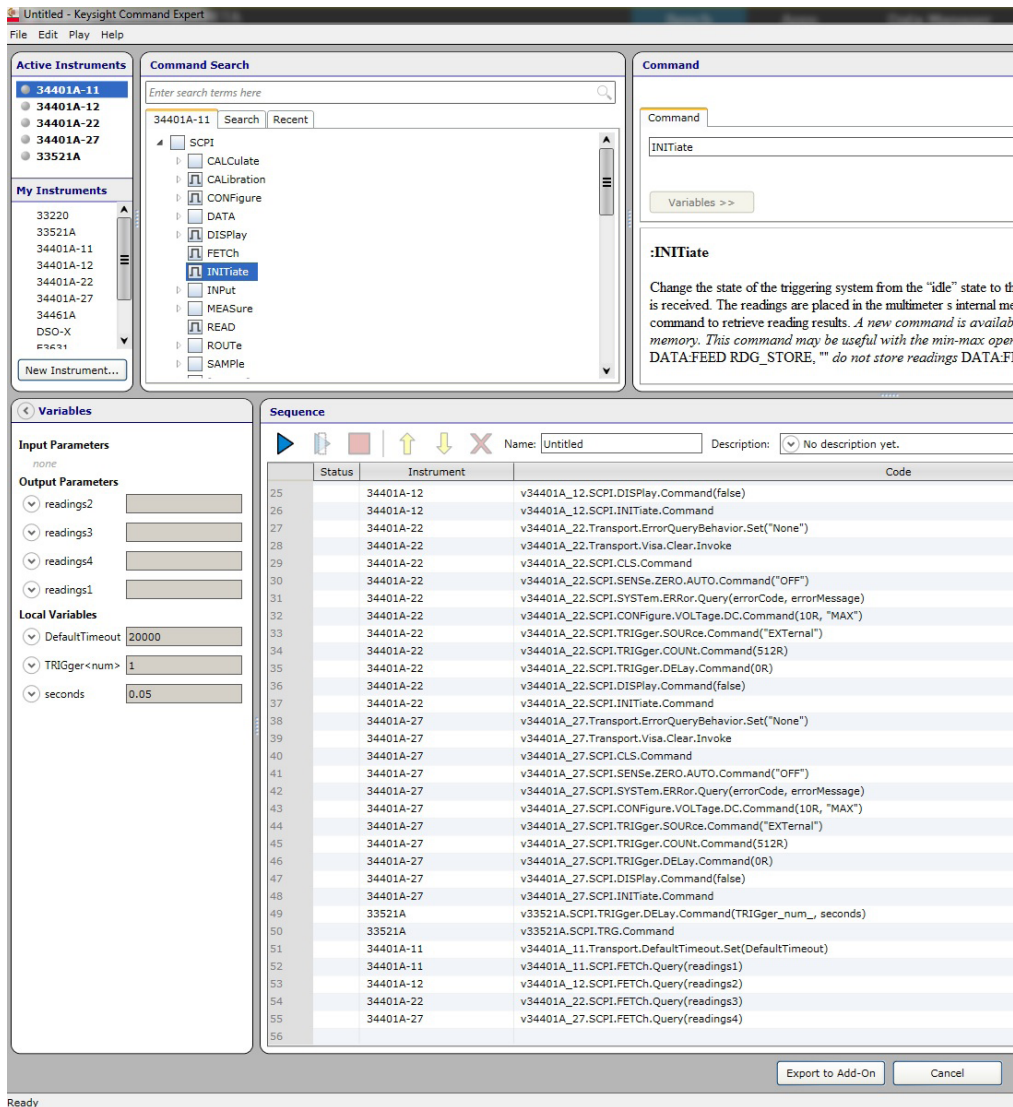 Untitled - Keysight Command Expert
File Edit Play Help
Active Instruments
34401A-11
34401A-12
34401A-22
34401A-27
33521A
My Instruments
33220
33521A
34401A-11
34401A-12
34401A-22
34401A-27
34461A
DSO-X
E3631
New Instrument...
Command Search
Enter search terms here
34401A-11 Search Recent
SCPI
CALCulate
CALibration
CONFigure
DATA
DISPlay
FETCh
INITiate
INPut
MEASure
READ
ROUTe
SAMPle
Command
Command
INITiate
Variables >>
:INITiate
Change the state of the triggering system from the “idle” state to th
is received. The readings are placed in the multimeter s internal me
command to retrieve reading results. A new command is availab
memory. This command may be useful with the min-max oper
DATA:FEED RDG_STORE, "" do not store readings DATA:FI
Variables
Input Parameters
none
Output Parameters
readings2
readings3
readings4
readings1
Local Variables
DefaultTimeout 20000
TRIGger<num> 1
seconds 0.05
Sequence
Name: Untitled Description: No description yet.
Status Instrument Code
25 34401A-12 v34401A_12.SCPI.DISPlay.Command(false)
26 34401A-12 v34401A_12.SCPI.INITiate.Command
27 34401A-22 v34401A_22.Transport.ErrorQueryBehavior.Set("None")
28 34401A-22 v34401A_22.Transport.Visa.Clear.Invoke
29 34401A-22 v34401A_22.SCPI.CLS.Command
30 34401A-22 v34401A_22.SCPI.SENSe.ZERO.AUTO.Command("OFF")
31 34401A-22 v34401A_22.SCPI.SYSTem.ERRor.Query(errorCode, errorMessage)
32 34401A-22 v34401A_22.SCPI.CONFigure.VOLTage.DC.Command(10R, "MAX")
33 34401A-22 v34401A_22.SCPI.TRIGger.SOURce.Command("EXTernal")
34 34401A-22 v34401A_22.SCPI.TRIGger.COUNt.Command(512R)
35 34401A-22 v34401A_22.SCPI.TRIGger.DELay.Command(0R)
36 34401A-22 v34401A_22.SCPI.DISPlay.Command(false)
37 34401A-22 v34401A_22.SCPI.INITiate.Command
38 34401A-27 v34401A_27.Transport.ErrorQueryBehavior.Set("None")
39 34401A-27 v34401A_27.Transport.Visa.Clear.Invoke
40 34401A-27 v34401A_27.SCPI.CLS.Command
41 34401A-27 v34401A_27.SCPI.SENSe.ZERO.AUTO.Command("OFF")
42 34401A-27 v34401A_27.SCPI.SYSTem.ERRor.Query(errorCode, errorMessage)
43 34401A-27 v34401A_27.SCPI.CONFigure.VOLTage.DC.Command(10R, "MAX")
44 34401A-27 v34401A_27.SCPI.TRIGger.SOURce.Command("EXTernal")
45 34401A-27 v34401A_27.SCPI.TRIGger.COUNt.Command(512R)
46 34401A-27 v34401A_27.SCPI.TRIGger.DELay.Command(0R)
47 34401A-27 v34401A_27.SCPI.DISPlay.Command(false)
48 34401A-27 v34401A_27.SCPI.INITiate.Command
49 33521A v33521A.SCPI.TRIGger.DELay.Command(TRIGger_num_, seconds)
50 33521A v33521A.SCPI.TRG.Command
51 34401A-11 v34401A_11.Transport.DefaultTimeout.Set(DefaultTimeout)
52 34401A-11 v34401A_11.SCPI.FETCh.Query(readings1)
53 34401A-12 v34401A_12.SCPI.FETCh.Query(readings2)
54 34401A-22 v34401A_22.SCPI.FETCh.Query(readings3)
55 34401A-27 v34401A_27.SCPI.FETCh.Query(readings4)
56
Export to Add-On Cancel
Ready